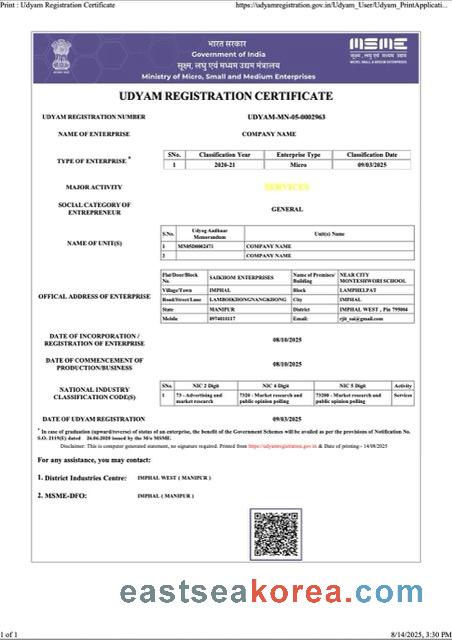 Print : Udyam Registration Certificate https://udyamregistration.gov.in/Udyam_User/Udyam_PrintApplicati...
भारत सरकार
Government of India
सूक्ष्म, लघु एवं मध्यम उद्यम मंत्रालय
Ministry of Micro, Small and Medium Enterprises
MSME
MICRO, SMALL & MEDIUM ENTERPRISES
UDYAM REGISTRATION CERTIFICATE
UDYAM REGISTRATION NUMBER UDYAM-MN-05-0002963
NAME OF ENTERPRISE COMPANY NAME
TYPE OF ENTERPRISE *
SNo. Classification Year Enterprise Type Classification Date
1 2020-21 Micro 09/03/2025
MAJOR ACTIVITY SERVICES
SOCIAL CATEGORY OF ENTREPRENEUR GENERAL
NAME OF UNIT(S)
S.No. Udyog Aadhaar Memorandum Unit(s) Name
1 MN05D0002471 COMPANY NAME
2 COMPANY NAME
OFFICAL ADDRESS OF ENTERPRISE
Flat/Door/Block No. SAIKHOM ENTERPRISES Name of Premises/ Building NEAR CITY MONTESHWORI SCHOOL
Village/Town IMPHAL Block LAMPHELPAT
Road/Street/Lane LAMBOIKHONGNANGKHONG City IMPHAL
State MANIPUR District IMPHAL WEST , Pin 795004
Mobile Email:
DATE OF INCORPORATION / REGISTRATION OF ENTERPRISE 08/10/2025
DATE OF COMMENCEMENT OF PRODUCTION/BUSINESS 08/10/2025
NATIONAL INDUSTRY CLASSIFICATION CODE(S)
SNo. NIC 2 Digit NIC 4 Digit NIC 5 Digit Activity
1 73 - Advertising and market research 7320 - Market research and public opinion polling 73200 - Market research and public opinion polling Services
DATE OF UDYAM REGISTRATION 09/03/2025
* In case of graduation (upward/reverse) of status of an enterprise, the benefit of the Government Schemes will be availed as per the provisions of Notification No.
S.O. 2119(E) dated 26.06.2020 issued by the M/o MSME.
Disclaimer: This is computer generated statement, no signature required. Printed from https://udyamregistration.gov.in & Date of printing:- 14/08/2025
For any assistance, you may contact:
1. District Industries Centre: IMPHAL WEST ( MANIPUR )
2. MSME-DFO: IMPHAL ( MANIPUR )
eastseakorea.com
1 of 1 8/14/2025, 3:30 PM